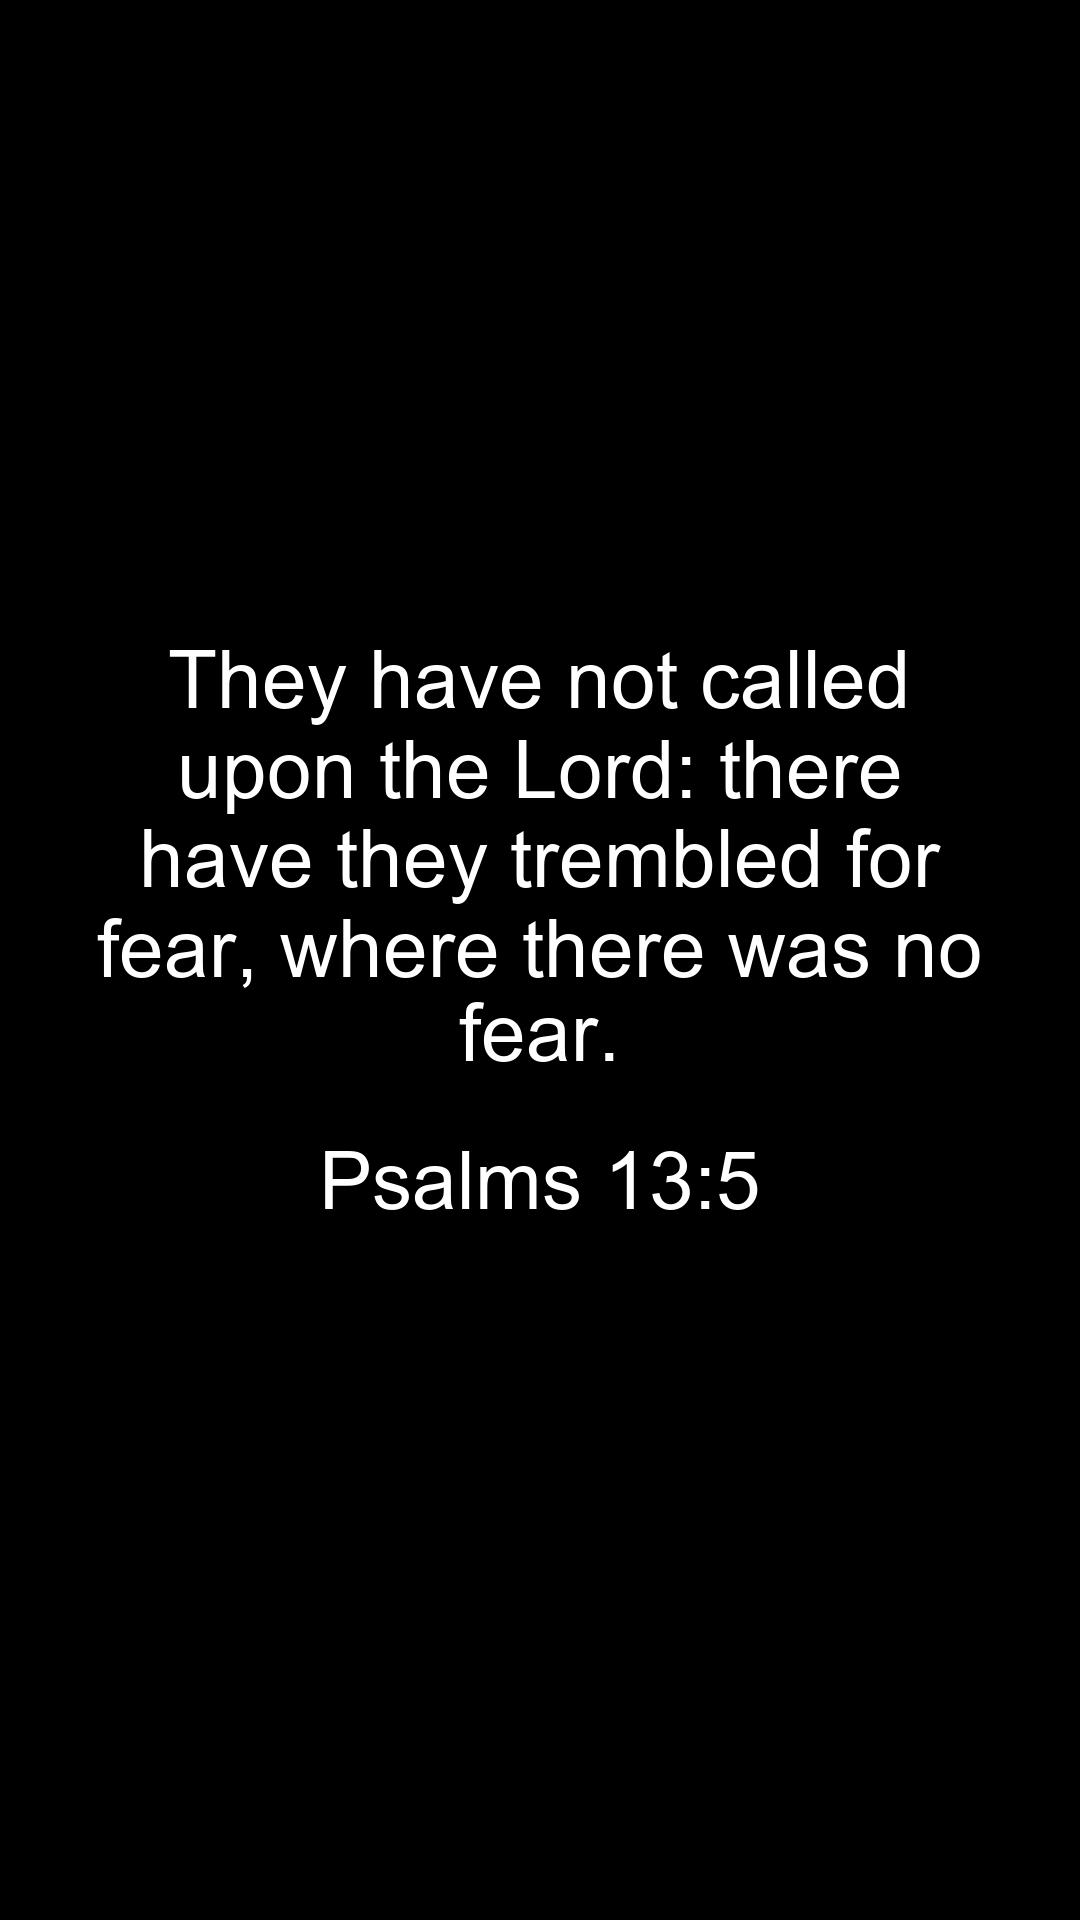 They have not called
upon the Lord: there
have they trembled for
fear, where there was no
fear.
Psalms 13:5